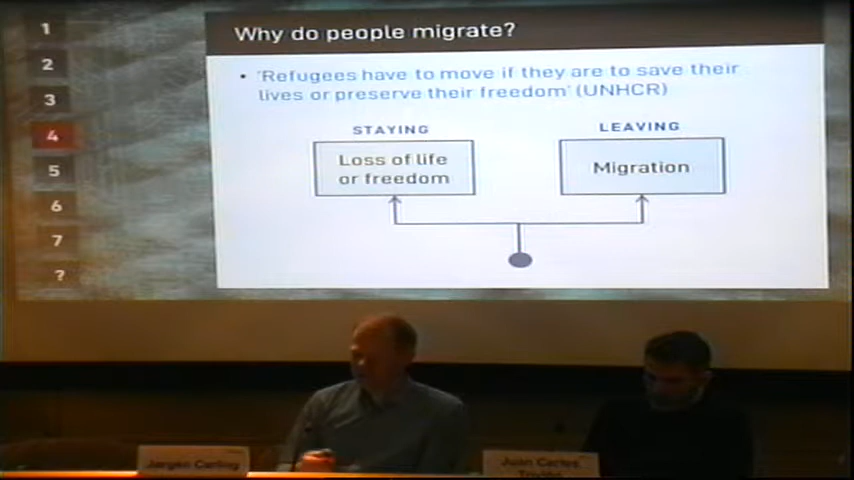 1
2
3
4
5
6
7
?
Why do people migrate?
• 'Refugees have to move if they are to save their
lives or preserve their freedom' (UNHCR)
STAYING
LEAVING
Loss of life
or freedom
Migration
Jørgen Carling
Juan Carlos